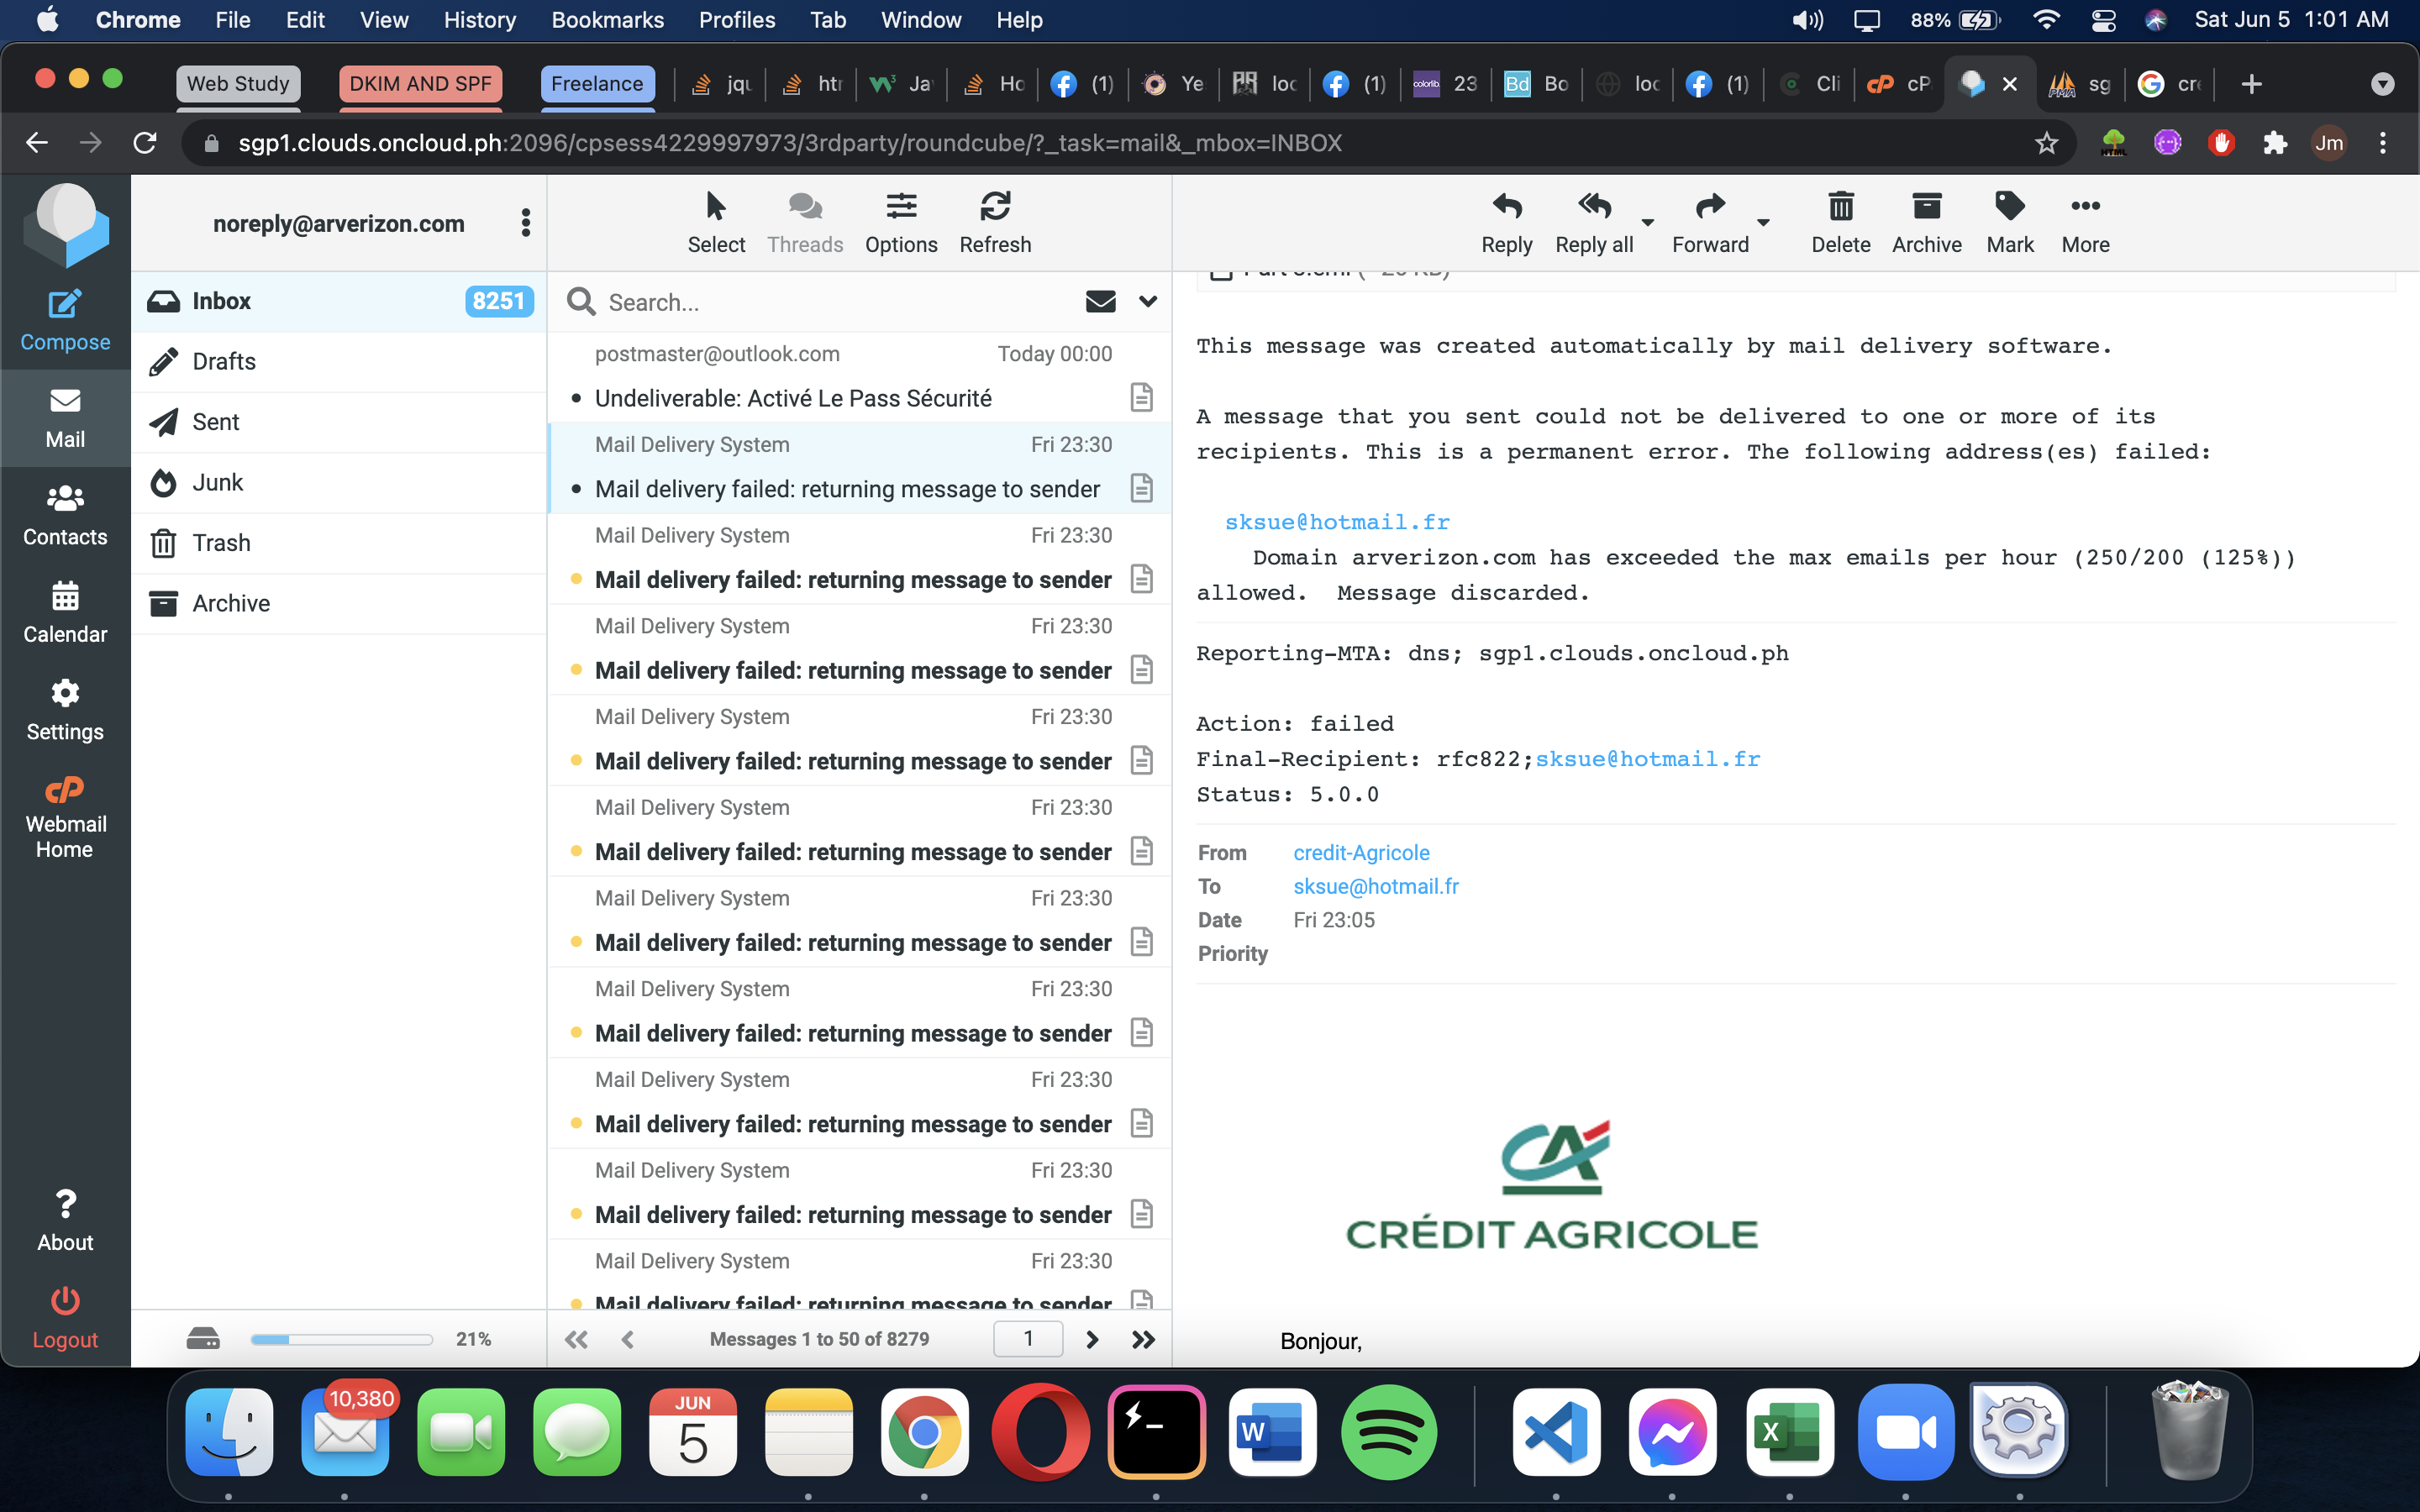 Chrome File Edit View History Bookmarks Profiles Tab Window Help 88% Sat Jun 5 1:01 AM
Web Study DKIM AND SPF Freelance jqu htr Ja Ho (1) Ye loc (1) colorlib 23 Bd Bo loc (1) Cli cP cP sg G cr
sgp1.clouds.oncloud.ph:2096/cpsess4229997973/3rdparty/roundcube/?_task=mail&_mbox=INBOX Jm
Compose
Mail
Contacts
Calendar
Settings
cP
Webmail
Home
About
Logout
noreply@arverizon.com
Inbox 8251
Drafts
Sent
Junk
Trash
Archive
21%
Select Threads Options Refresh
Search...
postmaster@outlook.com Today 00:00
Undeliverable: Activé Le Pass Sécurité
Mail Delivery System Fri 23:30
Mail delivery failed: returning message to sender
Mail Delivery System Fri 23:30
Mail delivery failed: returning message to sender
Mail Delivery System Fri 23:30
Mail delivery failed: returning message to sender
Mail Delivery System Fri 23:30
Mail delivery failed: returning message to sender
Mail Delivery System Fri 23:30
Mail delivery failed: returning message to sender
Mail Delivery System Fri 23:30
Mail delivery failed: returning message to sender
Mail Delivery System Fri 23:30
Mail delivery failed: returning message to sender
Mail Delivery System Fri 23:30
Mail delivery failed: returning message to sender
Mail Delivery System Fri 23:30
Mail delivery failed: returning message to sender
Mail Delivery System Fri 23:30
Mail delivery failed: returning message to sender
Messages 1 to 50 of 8279 1
Reply Reply all Forward Delete Archive Mark More
This message was created automatically by mail delivery software.
A message that you sent could not be delivered to one or more of its
recipients. This is a permanent error. The following address(es) failed:
sksue@hotmail.fr
Domain arverizon.com has exceeded the max emails per hour (250/200 (125%))
allowed. Message discarded.
Reporting-MTA: dns; sgp1.clouds.oncloud.ph
Action: failed
Final-Recipient: rfc822;sksue@hotmail.fr
Status: 5.0.0
From credit-Agricole
To sksue@hotmail.fr
Date Fri 23:05
Priority
CA
CRÉDIT AGRICOLE
Bonjour,
10,380
JUN
5
W
X